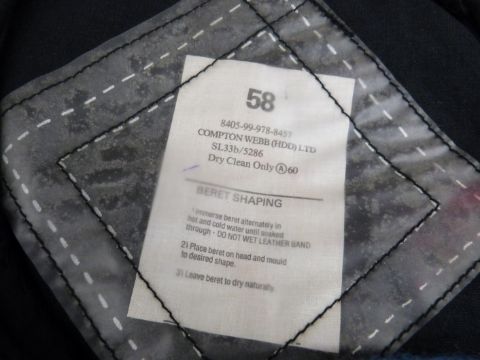 58
8405-99-978-8457
COMPTON WEBB (HDD) LTD
SL33b/5286
Dry Clean Only Ⓐ 60
BERET SHAPING
1) Immerse beret alternately in
hot and cold water until soaked
through - DO NOT WET LEATHER BAND
2) Place beret on head and mould
to desired shape.
3) Leave beret to dry naturally.